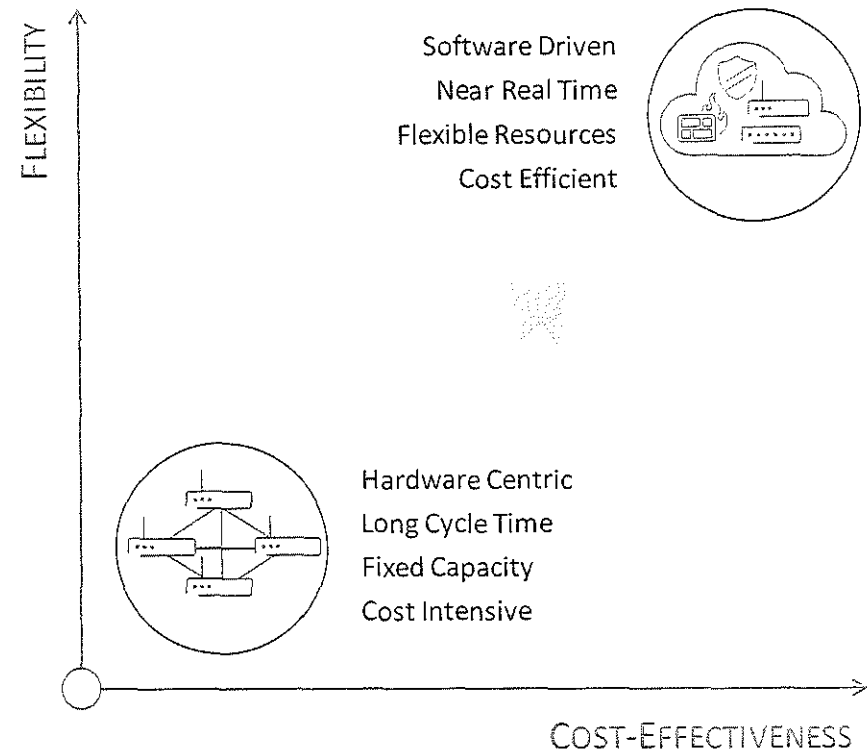 FLEXIBILITY
Software Driven
Near Real Time
Flexible Resources
Cost Efficient
Hardware Centric
Long Cycle Time
Fixed Capacity
Cost Intensive
COST-EFFECTIVENESS